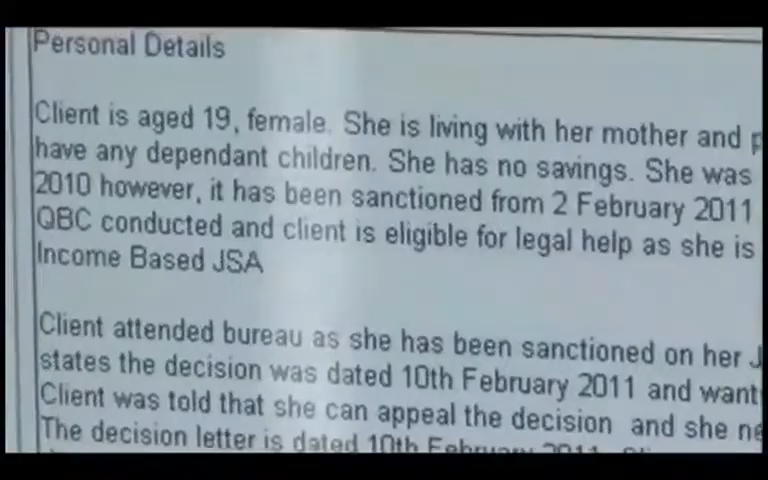 Personal Details
Client is aged 19, female. She is living with her mother and
have any dependant children. She has no savings. She was
2010 however, it has been sanctioned from 2 February 2011
QBC conducted and client is eligible for legal help as she is
Income Based JSA
Client attended bureau as she has been sanctioned on her
states the decision was dated 10th February 2011 and want
Client was told that she can appeal the decision and she
The decision letter is dated 10th February 2011.